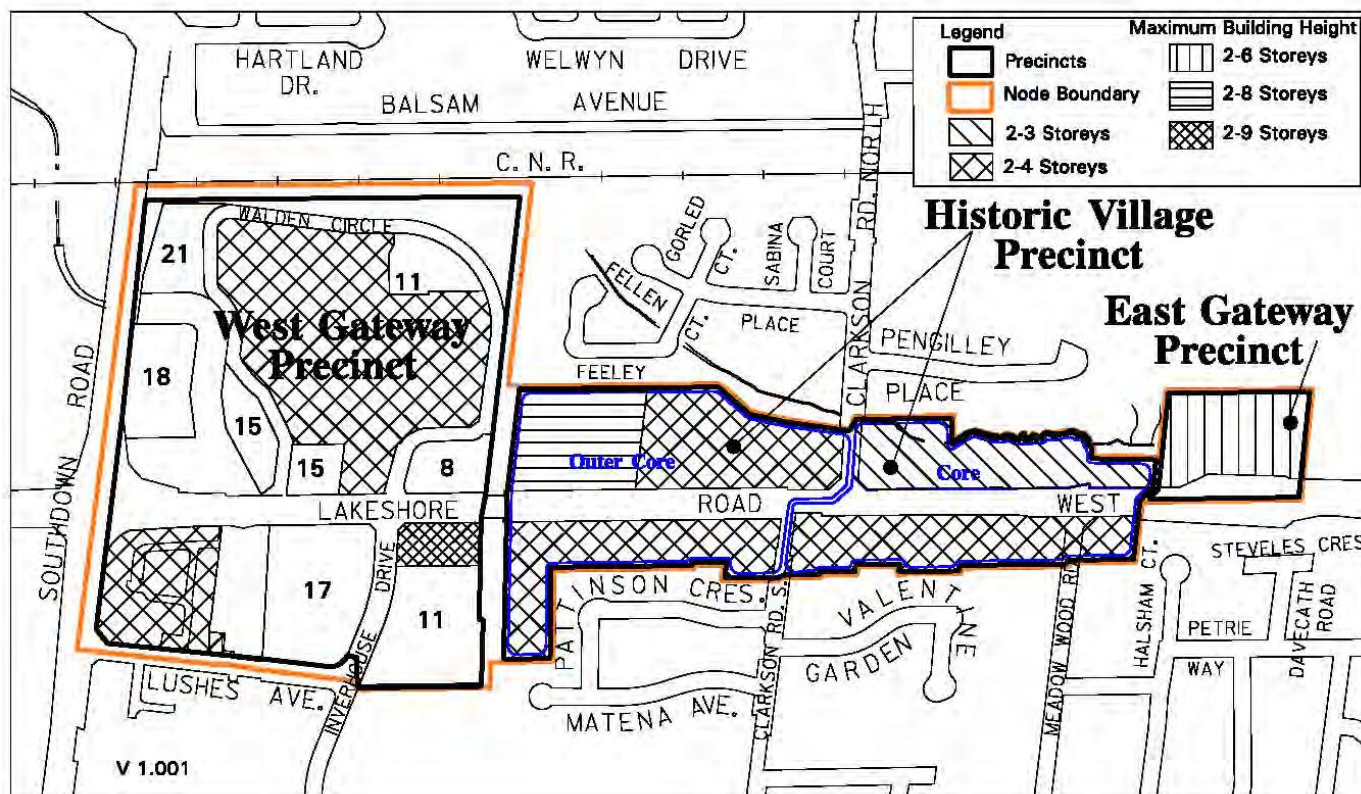 HARTLAND
DR.
WELWYN DRIVE
BALSAM AVENUE
C. N. R.
Legend
Precincts
Node Boundary
2-3 Storeys
2-4 Storeys
Maximum Building Height
2-6 Storeys
2-8 Storeys
2-9 Storeys
WALDEN CIRCLE
21
11
West Gateway
Precinct
18
15
15
8
SOUTHDOWN ROAD
GORLED
CT.
SABINA
COURT
FELLEN
CT.
PLACE
FEELEY
CLARKSON RD. NORTH
Historic Village
Precinct
PENGILLEY
PLACE
East Gateway
Precinct
Outer Core
Core
LAKESHORE ROAD WEST
17
11
INVERHOUSE DRIVE
LUSHES AVE.
PATTINSON CRES.
CLARKSON RD. S.
VALENTINE
GARDEN
MATENA AVE.
MEADOW WOOD RD.
HALSHAM CT.
STEVELES CRES
PETRIE
WAY
DAVECATH
ROAD
V 1.001